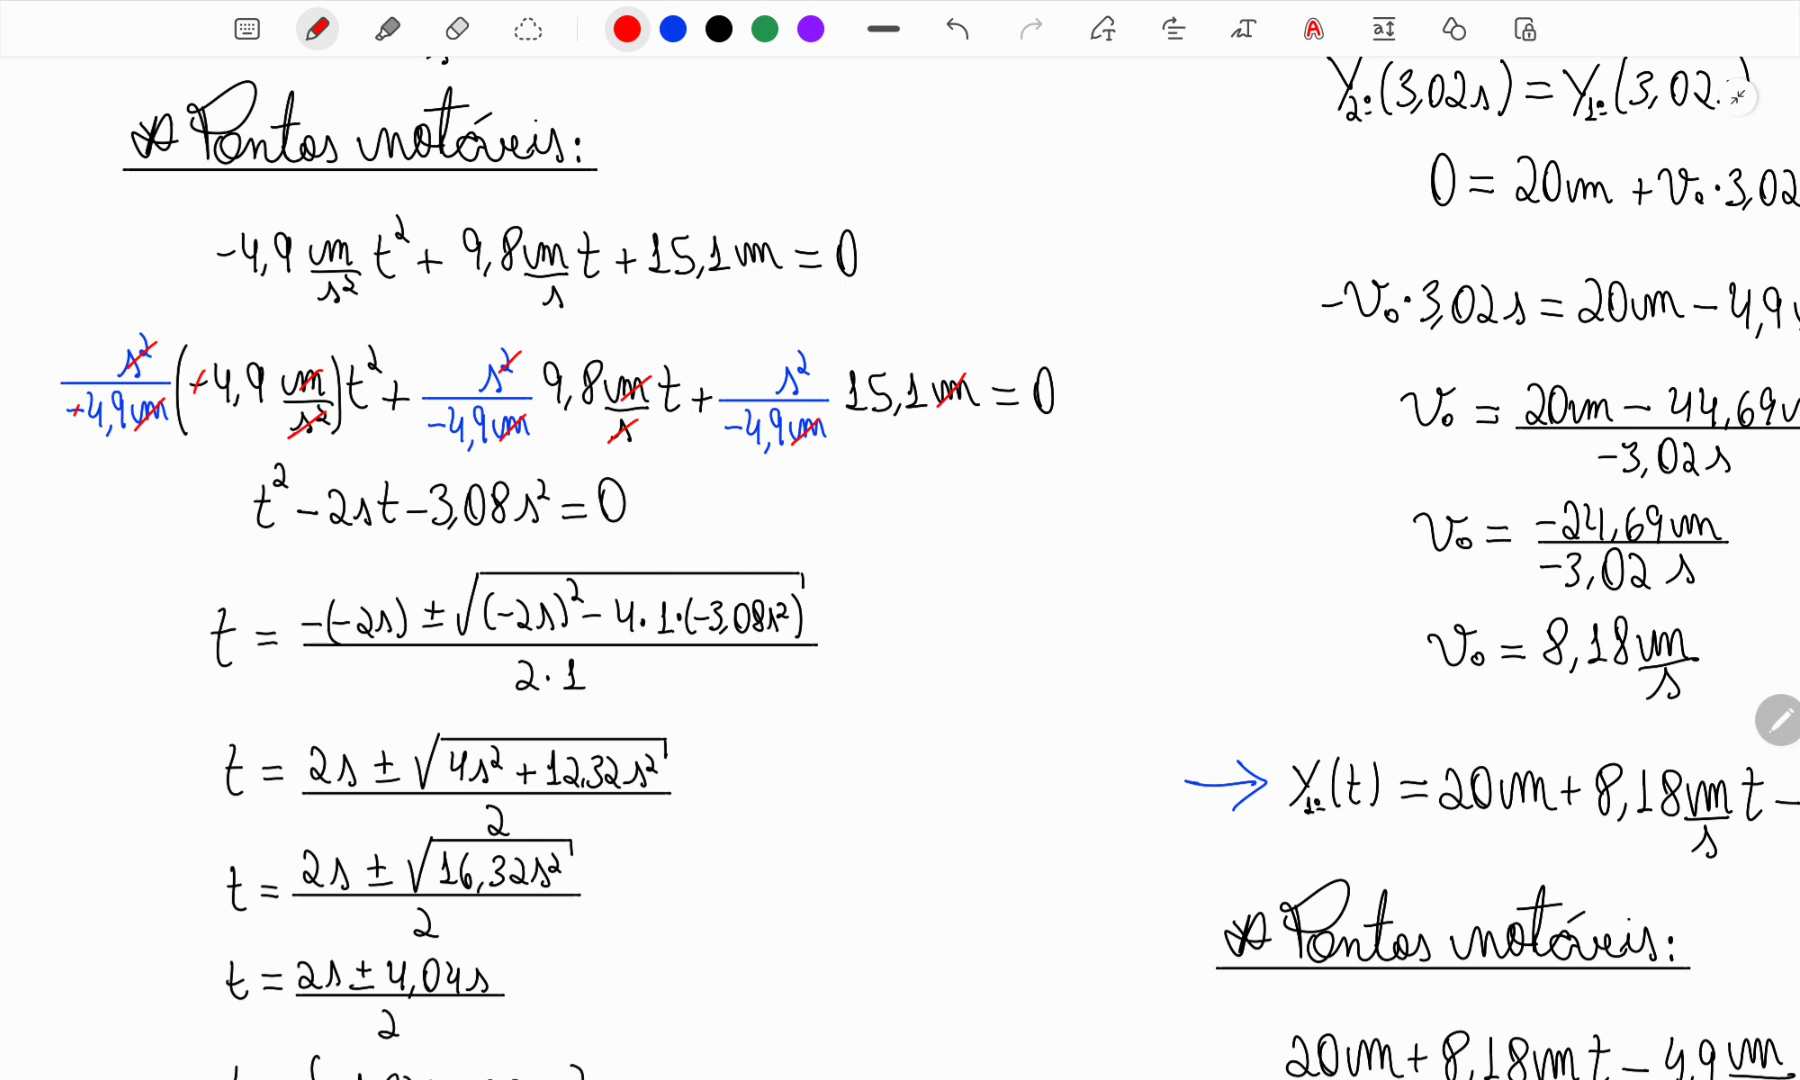 * Pontos notáveis:
-4,9 m/s² t² + 9,8 m/s t + 15,1 m = 0
s²/-4,9m (-4,9 m/s²) t² + s²/-4,9m 9,8 m/s t + s²/-4,9m 15,1 m = 0
t² - 2st - 3,08s² = 0
t = -(-2s) ± √(-2s)² - 4·1·(-3,08s²) / 2·1
t = 2s ± √4s² + 12,32s² / 2
t = 2s ± √16,32s² / 2
t = 2s ± 4,04s / 2
Y2º(3,02s) = Y1º(3,02
0 = 20m + v₀·3,02
-v₀·3,02s = 20m - 4,9
v₀ = 20m - 44,69 / -3,02s
v₀ = -24,69m / -3,02 s
v₀ = 8,18 m/s
→ Y1º(t) = 20m + 8,18 m/s t -
* Pontos notáveis:
20m + 8,18m t - 4,9 m